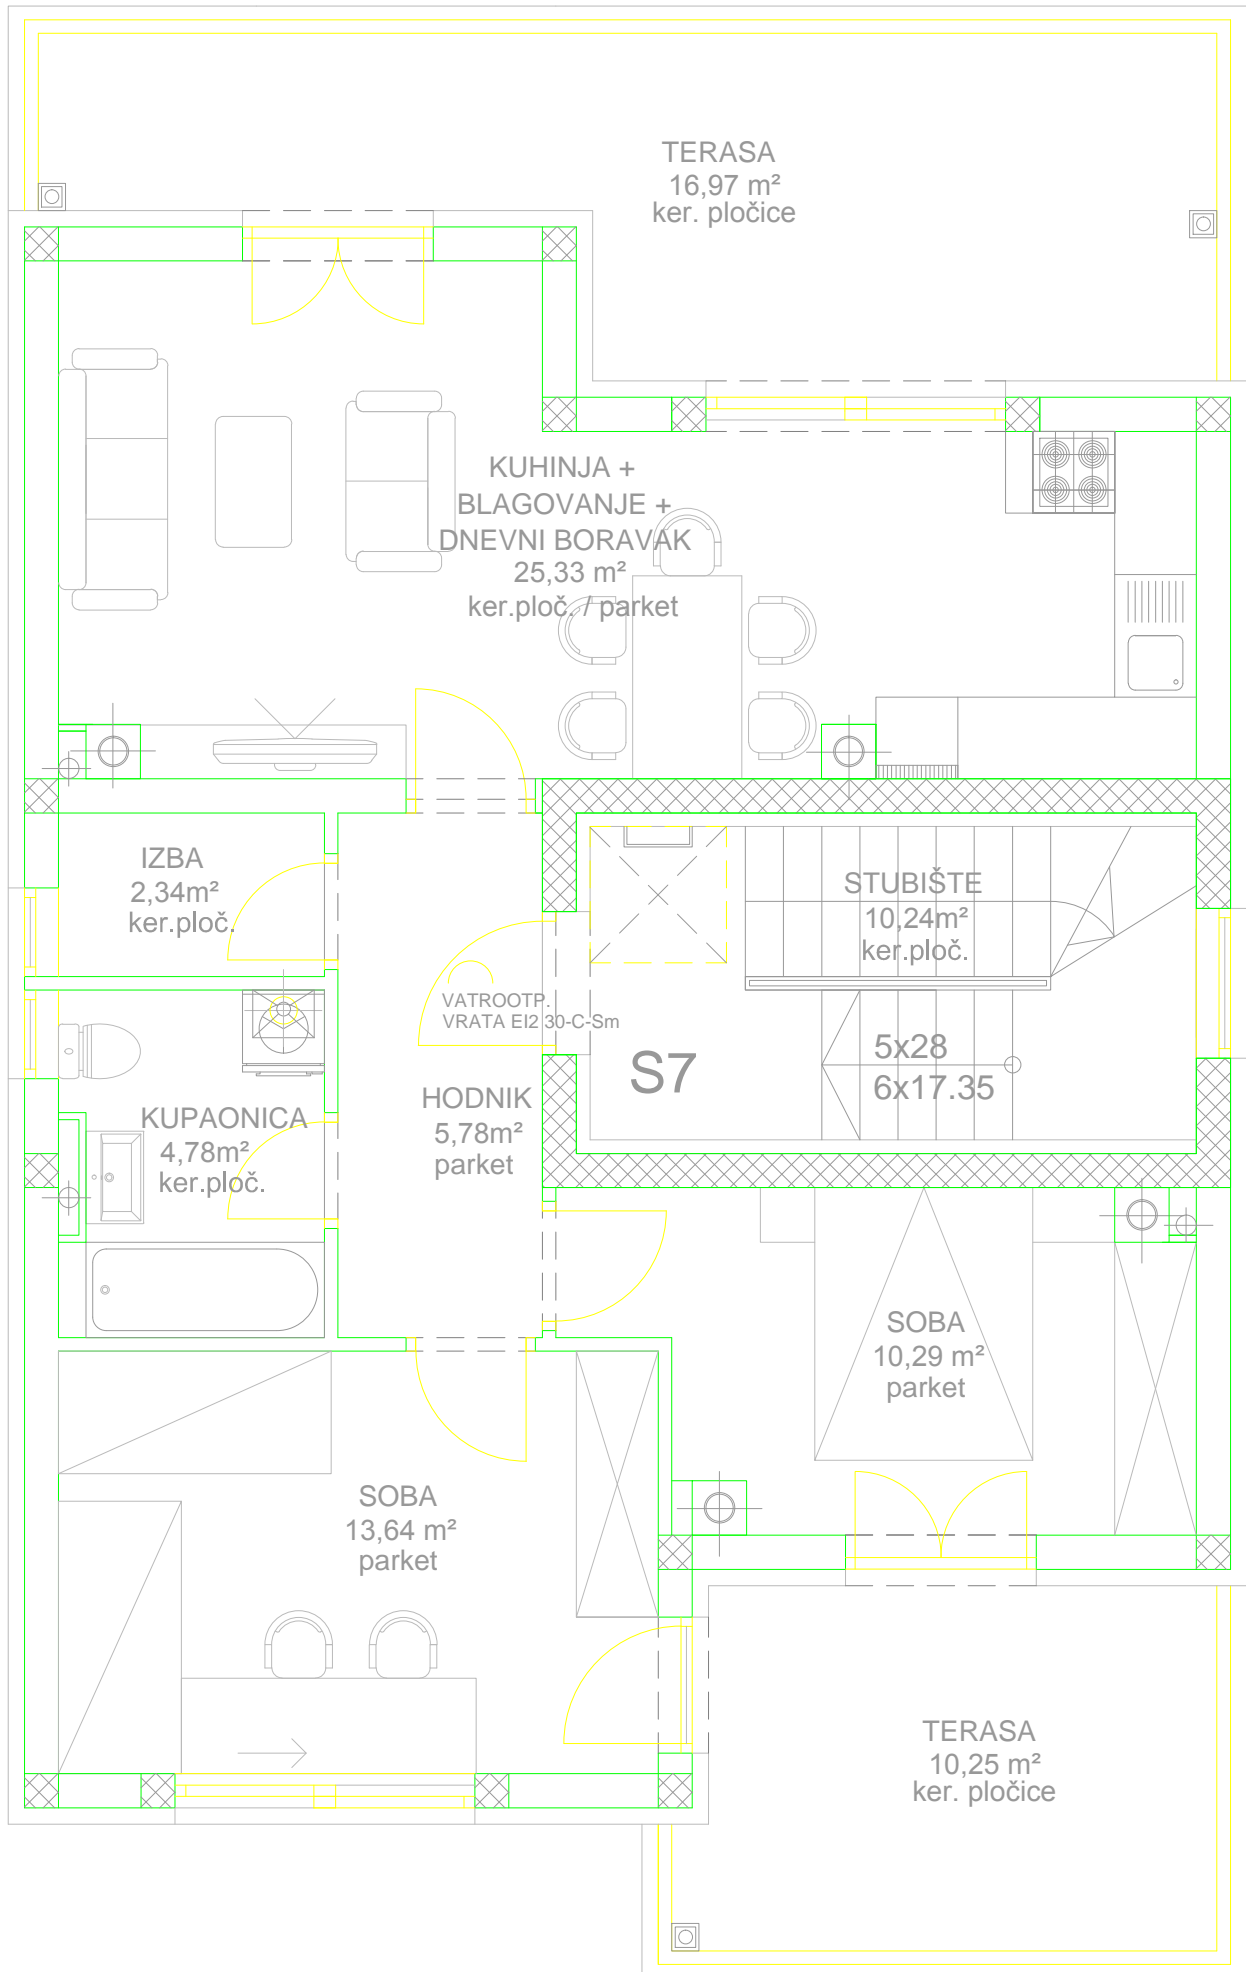 TERASA
16,97 m²
ker. pločice
KUHINJA +
BLAGOVANJE +
DNEVNI BORAVAK
25,33 m²
ker.ploč. / parket
IZBA
2,34m²
ker.ploč.
STUBIŠTE
10,24m²
ker.ploč.
VATROOTP.
VRATA EI2 30-C-Sm
S7
5x28
6x17.35
KUPAONICA
4,78m²
ker.ploč.
HODNIK
5,78m²
parket
SOBA
10,29 m²
parket
SOBA
13,64 m²
parket
TERASA
10,25 m²
ker. pločice